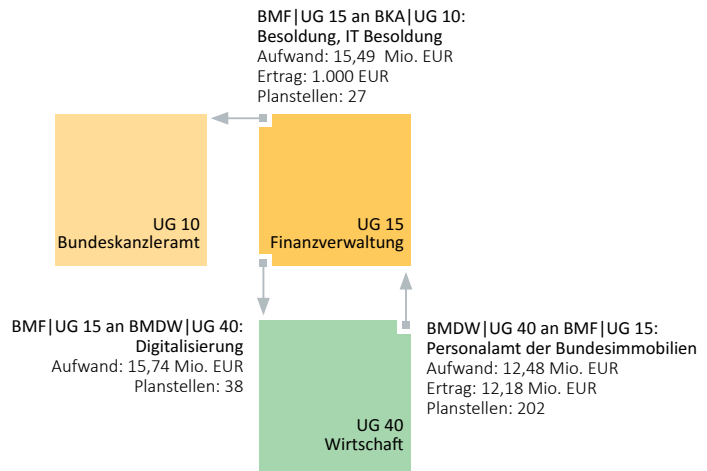 BMF|UG 15 an BKA|UG 10:
Besoldung, IT Besoldung
Aufwand: 15,49 Mio. EUR
Ertrag: 1.000 EUR
Planstellen: 27
UG 10
Bundeskanzleramt
UG 15
Finanzverwaltung
BMF|UG 15 an BMDW|UG 40:
Digitalisierung
Aufwand: 15,74 Mio. EUR
Planstellen: 38
BMDW|UG 40 an BMF|UG 15:
Personalamt der Bundesimmobilien
Aufwand: 12,48 Mio. EUR
Ertrag: 12,18 Mio. EUR
Planstellen: 202
UG 40
Wirtschaft